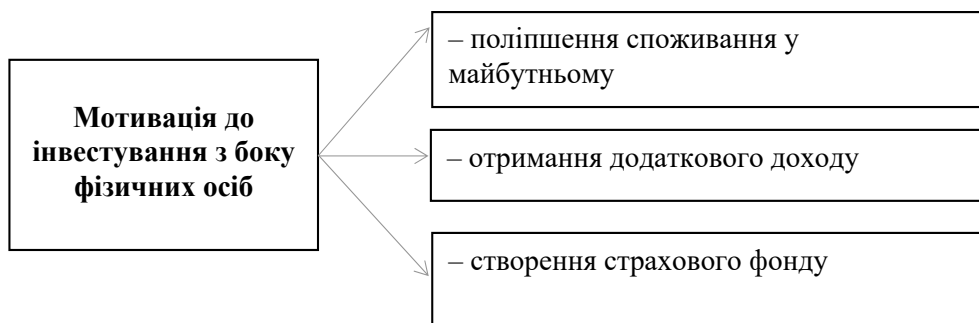 Мотивація до
інвестування з боку
фізичних осіб
– поліпшення споживання у
майбутньому
– отримання додаткового доходу
– створення страхового фонду